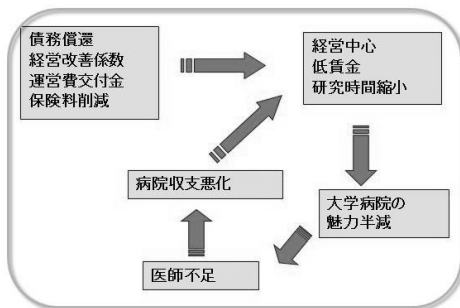 債務償還
経営改善係数
運営費交付金
保険料削減
経営中心
低賃金
研究時間縮小
大学病院の
魅力半減
医師不足
病院収支悪化